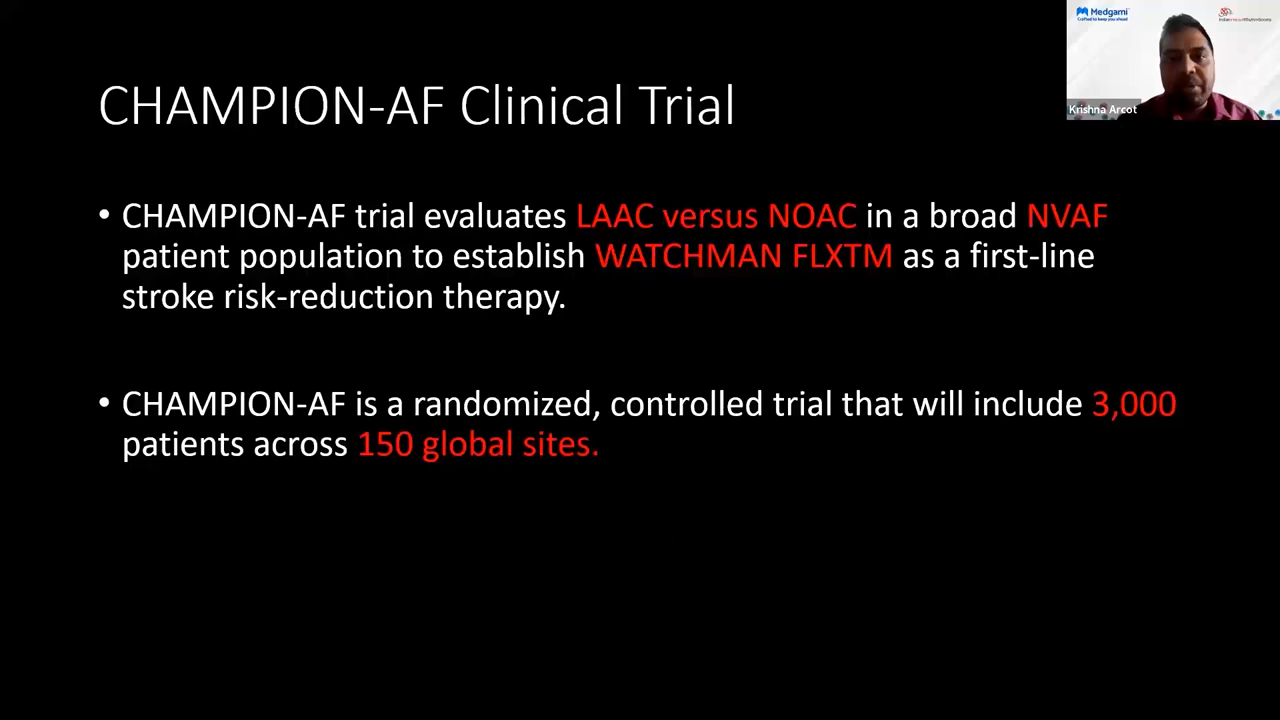 Medgami
Crafted to keep you ahead
Krishna Arcot
CHAMPION-AF Clinical Trial
• CHAMPION-AF trial evaluates LAAC versus NOAC in a broad NVAF
patient population to establish WATCHMAN FLXTM as a first-line
stroke risk-reduction therapy.
• CHAMPION-AF is a randomized, controlled trial that will include 3,000
patients across 150 global sites.